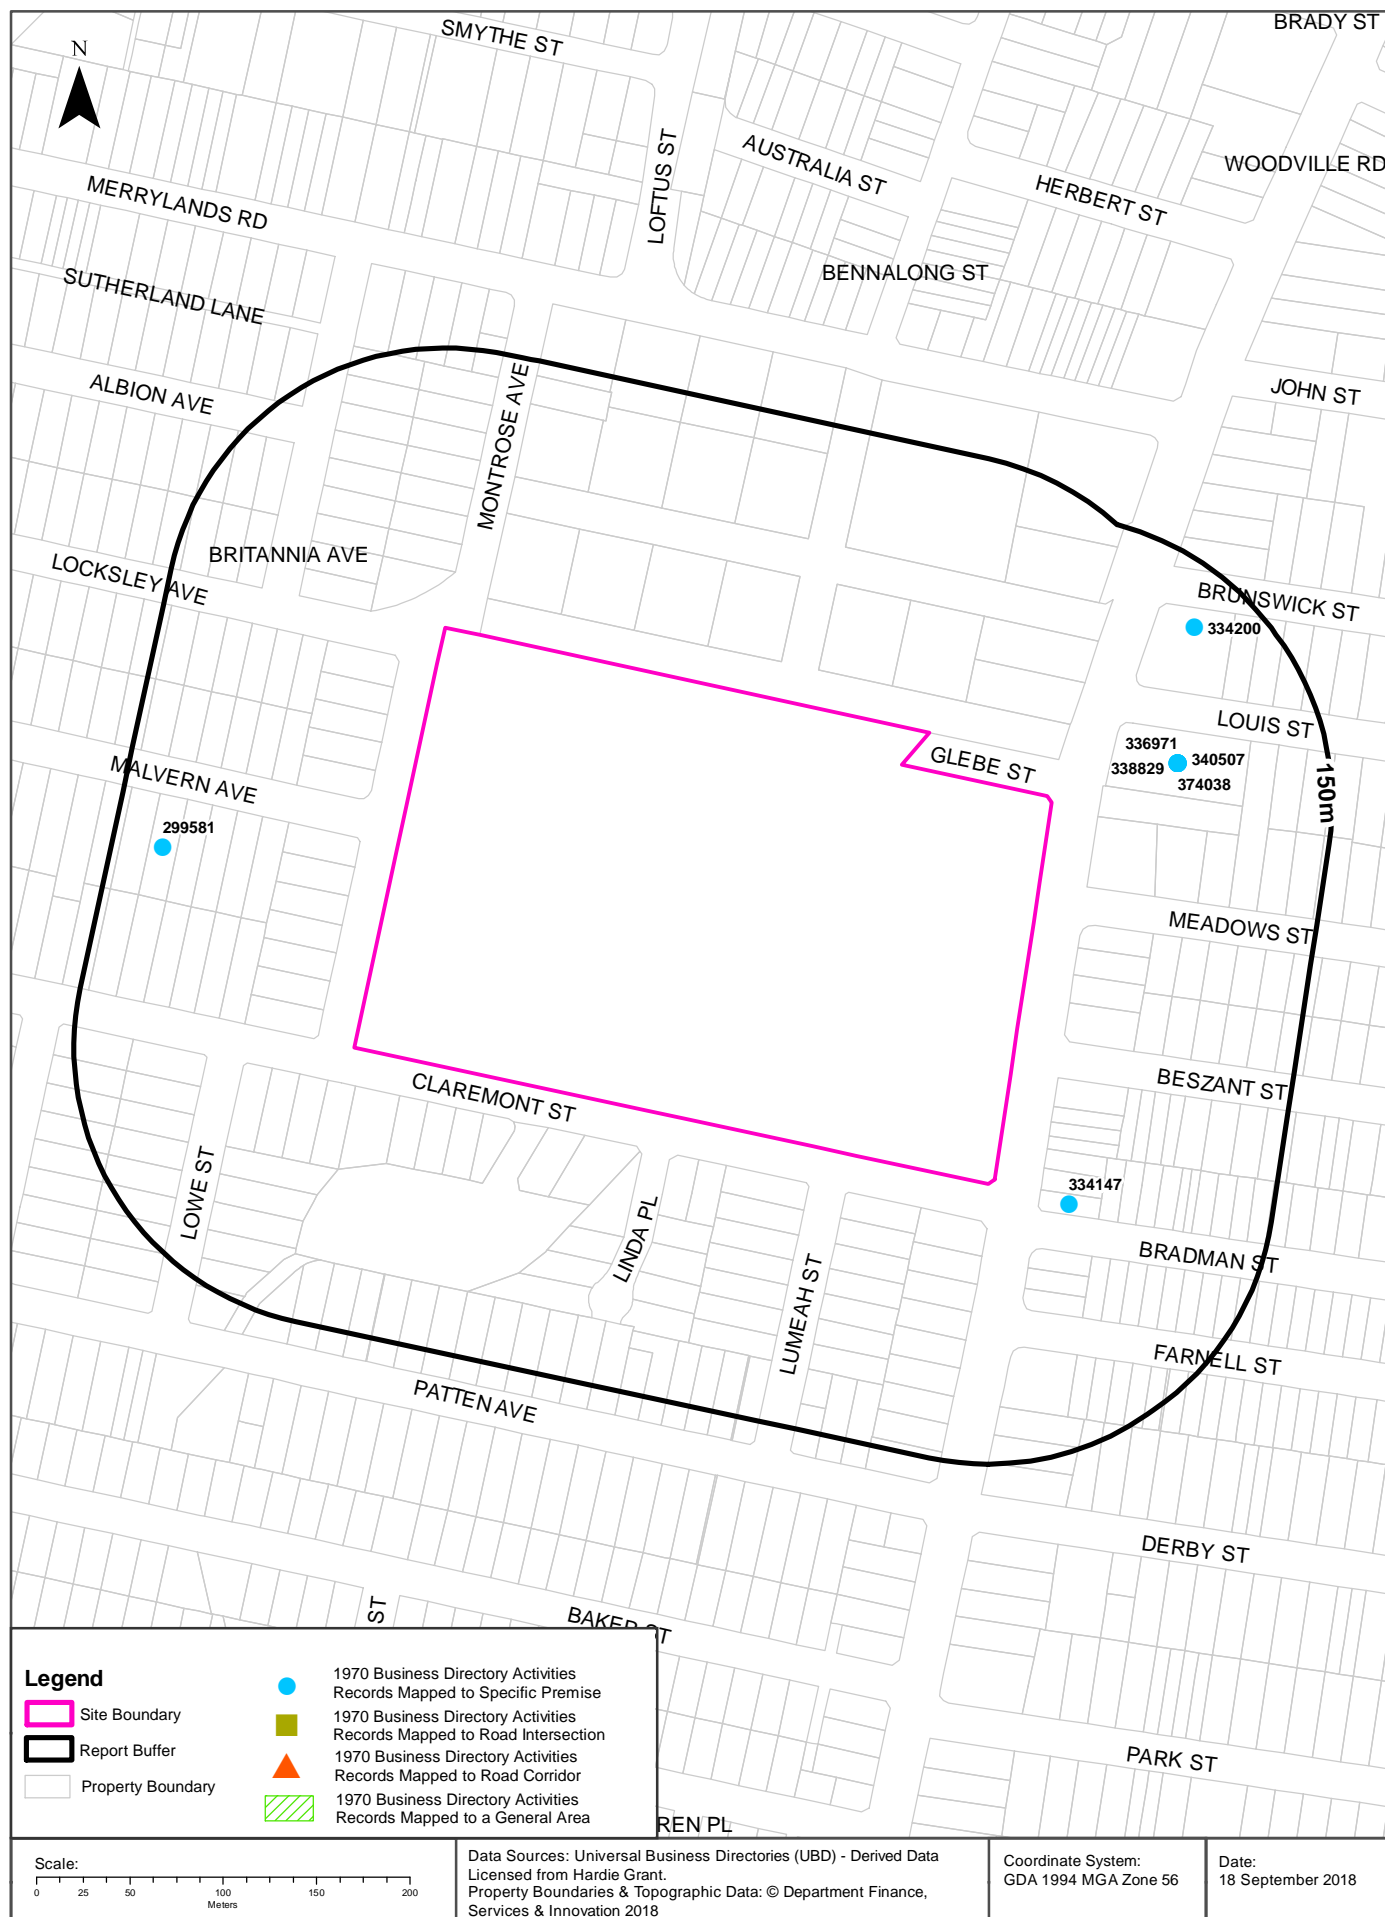 BRADY ST
SMYTHE ST
N
LOFTUS ST
AUSTRALIA ST
WOODVILLE RD
HERBERT ST
MERRYLANDS RD
BENNALONG ST
SUTHERLAND LANE
ALBION AVE
JOHN ST
MONTROSE AVE
BRITANNIA AVE
LOCKSLEY AVE
BRUNSWICK ST
334200
LOUIS ST
336971
340507
338829
374038
GLEBE ST
150m
MALVERN AVE
299581
MEADOWS ST
BESZANT ST
CLAREMONT ST
334147
LOWE ST
LINDA PL
BRADMAN ST
LUMEAH ST
FARNELL ST
PATTEN AVE
DERBY ST
ST
BAKER ST
PARK ST
REN PL
Legend
Site Boundary
Report Buffer
Property Boundary
1970 Business Directory Activities
Records Mapped to Specific Premise
1970 Business Directory Activities
Records Mapped to Road Intersection
1970 Business Directory Activities
Records Mapped to Road Corridor
1970 Business Directory Activities
Records Mapped to a General Area
Scale:
0 25 50 100 150 200
Meters
Data Sources: Universal Business Directories (UBD) - Derived Data
Licensed from Hardie Grant.
Property Boundaries & Topographic Data: © Department Finance,
Services & Innovation 2018
Coordinate System:
GDA 1994 MGA Zone 56
Date:
18 September 2018